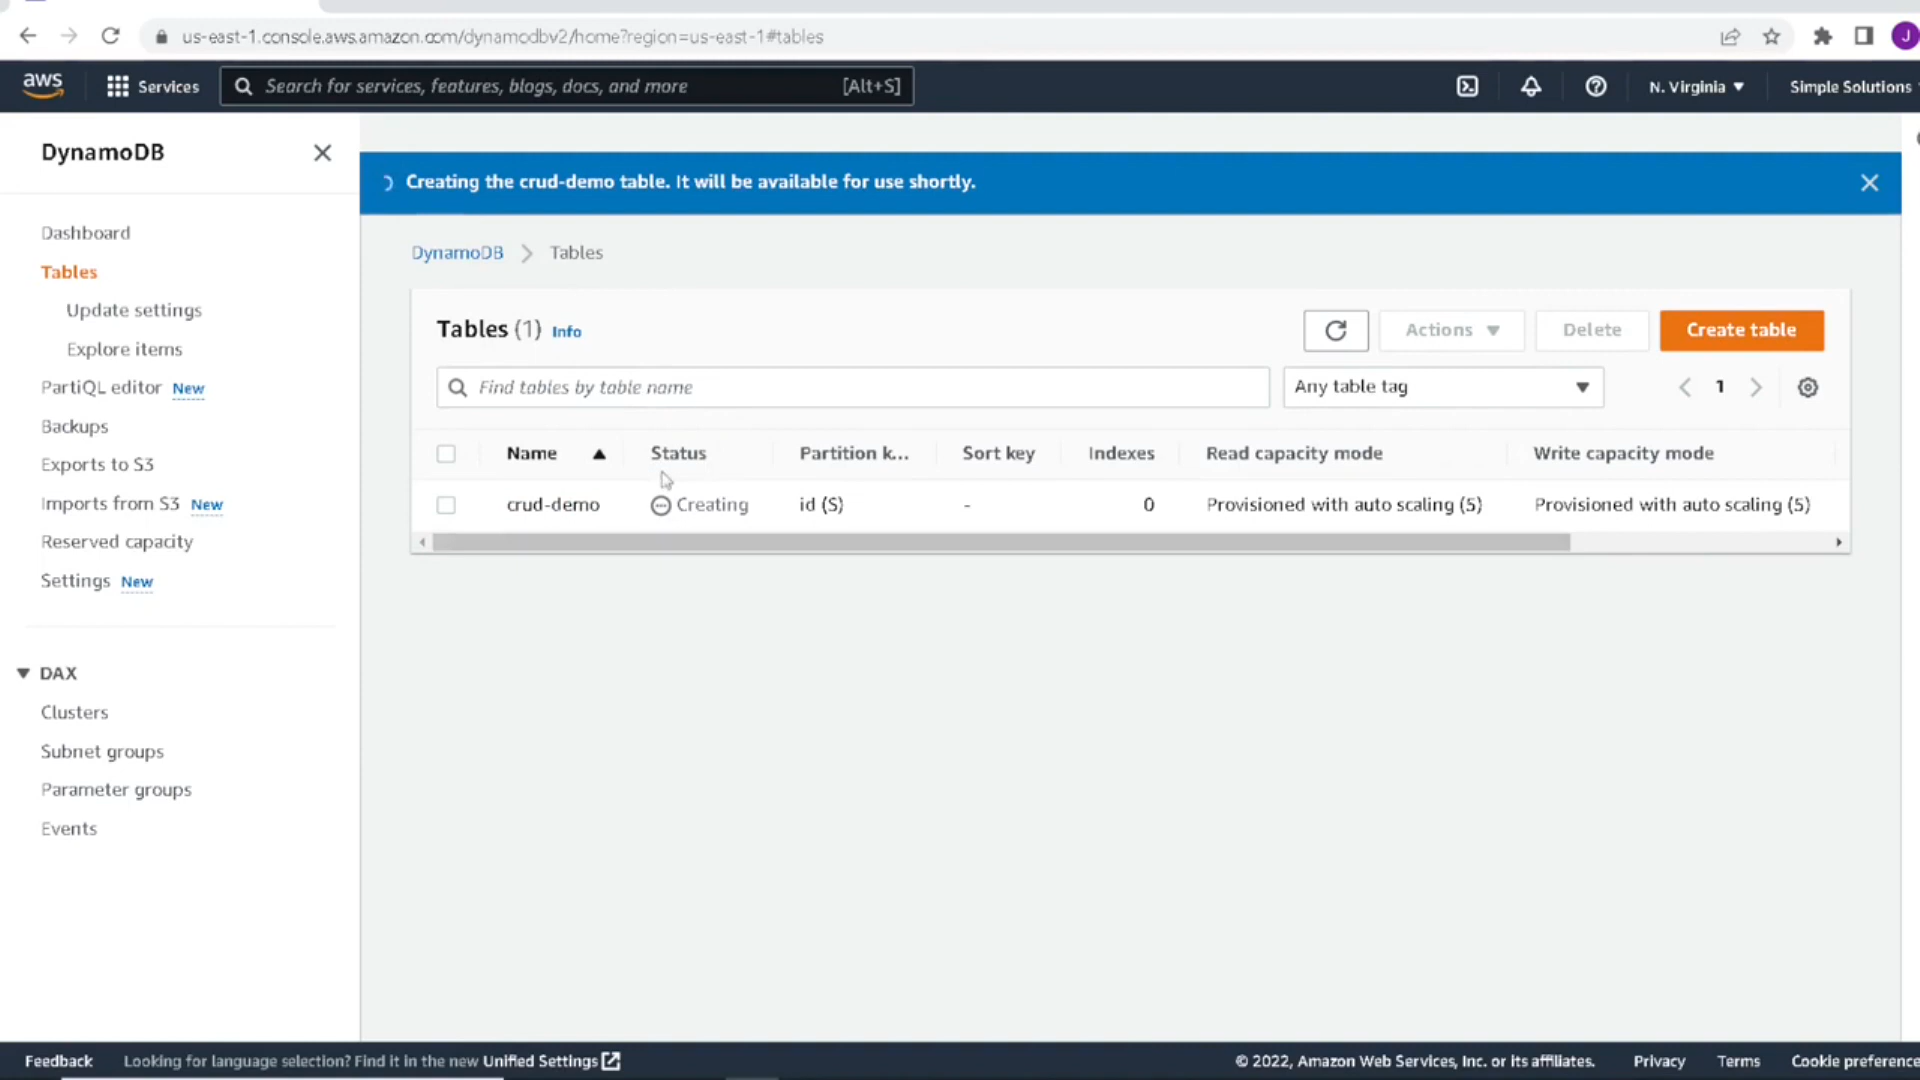 us-east-1.console.aws.amazon.com/dynamodbv2/home?region=us-east-1#tables
J
aws
Services
Search for services, features, blogs, docs, and more
[Alt+S]
N. Virginia
Simple Solutions
DynamoDB
Dashboard
Tables
Update settings
Explore items
PartiQL editor New
Backups
Exports to S3
Imports from S3 New
Reserved capacity
Settings New
DAX
Clusters
Subnet groups
Parameter groups
Events
Creating the crud-demo table. It will be available for use shortly.
DynamoDB > Tables
Tables (1) Info
Actions
Delete
Create table
Find tables by table name
Any table tag
1
Name Status Partition k... Sort key Indexes Read capacity mode Write capacity mode
crud-demo Creating id (S) - 0 Provisioned with auto scaling (5) Provisioned with auto scaling (5)
Feedback Looking for language selection? Find it in the new Unified Settings
© 2022, Amazon Web Services, Inc. or its affiliates. Privacy Terms Cookie preference